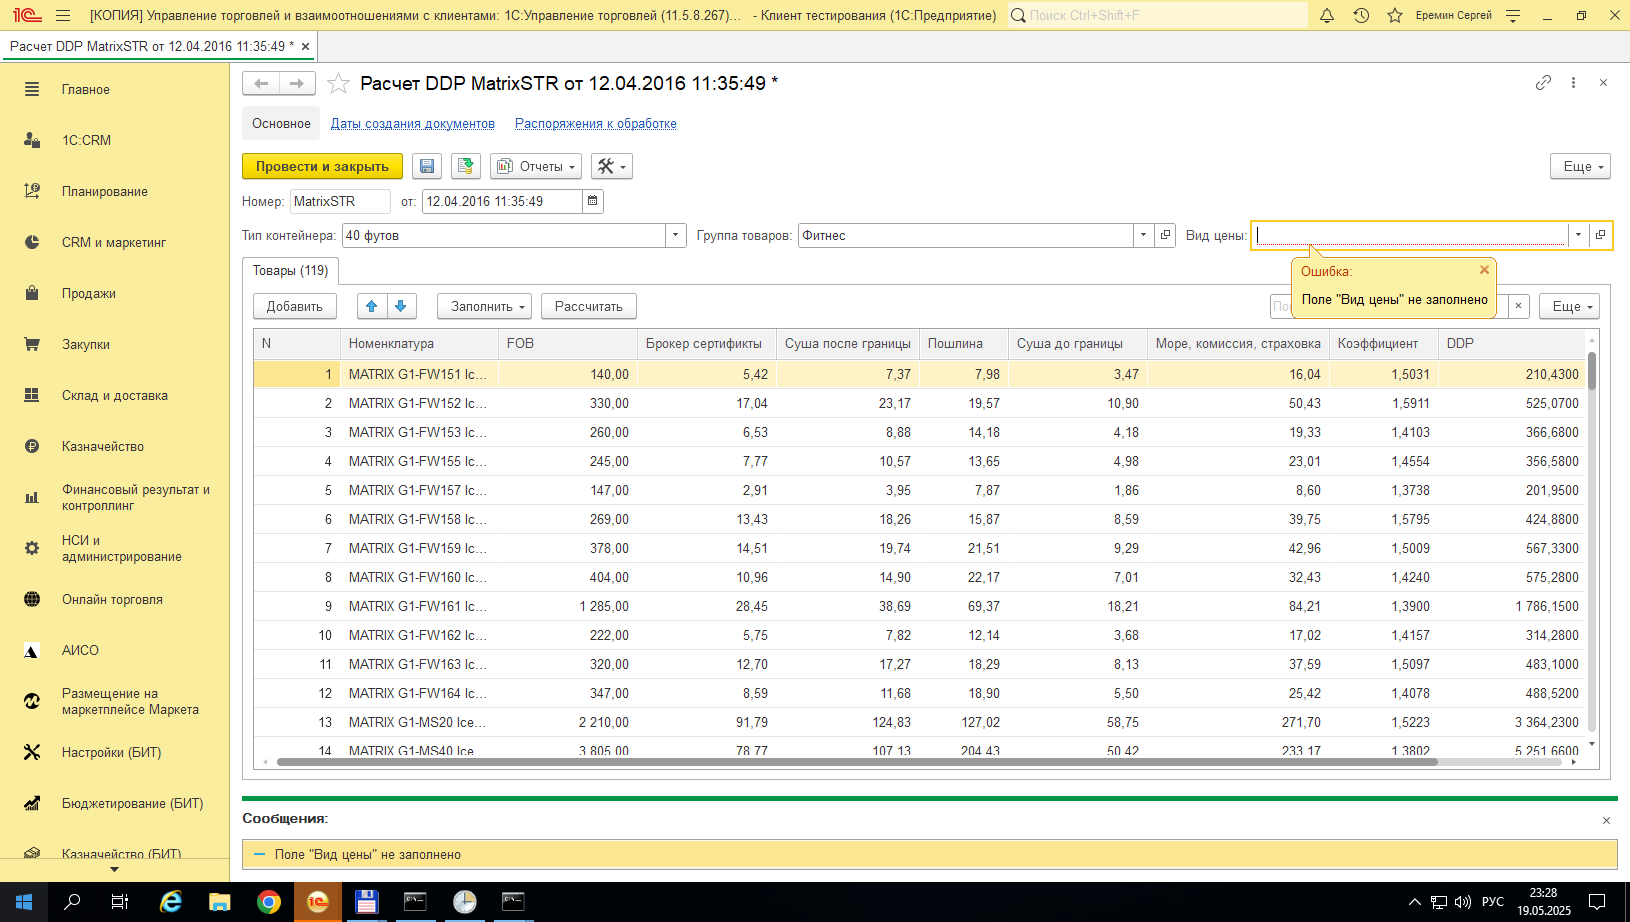 [КОПИЯ] Управление торговлей и взаимоотношениями с клиентами: 1С:Управление торговлей (11.5.8.267)... - Клиент тестирования (1С:Предприятие)
Поиск Ctrl+Shift+F
Еремин Сергей
Расчет DDP MatrixSTR от 12.04.2016 11:35:49 *
Главное
1C:CRM
Планирование
CRM и маркетинг
Продажи
Закупки
Склад и доставка
Казначейство
Финансовый результат и
контроллинг
НСИ и
администрирование
Онлайн торговля
АИСО
Размещение на
маркетплейсе Маркета
Настройки (БИТ)
Бюджетирование (БИТ)
Казначейство (БИТ)
Расчет DDP MatrixSTR от 12.04.2016 11:35:49 *
Основное Даты создания документов Распоряжения к обработке
Провести и закрыть Отчеты Еще
Номер: MatrixSTR от: 12.04.2016 11:35:49
Тип контейнера: 40 футов Группа товаров: Фитнес Вид цены:
Ошибка:
Поле "Вид цены" не заполнено
Товары (119)
Добавить Заполнить Рассчитать Еще
N Номенклатура FOB Брокер сертификты Суша после границы Пошлина Суша до границы Море, комиссия, страховка Коэффициент DDP
1 MATRIX G1-FW151 Ic... 140,00 5,42 7,37 7,98 3,47 16,04 1,5031 210,4300
2 MATRIX G1-FW152 Ic... 330,00 17,04 23,17 19,57 10,90 50,43 1,5911 525,0700
3 MATRIX G1-FW153 Ic... 260,00 6,53 8,88 14,18 4,18 19,33 1,4103 366,6800
4 MATRIX G1-FW155 Ic... 245,00 7,77 10,57 13,65 4,98 23,01 1,4554 356,5800
5 MATRIX G1-FW157 Ic... 147,00 2,91 3,95 7,87 1,86 8,60 1,3738 201,9500
6 MATRIX G1-FW158 Ic... 269,00 13,43 18,26 15,87 8,59 39,75 1,5795 424,8800
7 MATRIX G1-FW159 Ic... 378,00 14,51 19,74 21,51 9,29 42,96 1,5009 567,3300
8 MATRIX G1-FW160 Ic... 404,00 10,96 14,90 22,17 7,01 32,43 1,4240 575,2800
9 MATRIX G1-FW161 Ic... 1 285,00 28,45 38,69 69,37 18,21 84,21 1,3900 1 786,1500
10 MATRIX G1-FW162 Ic... 222,00 5,75 7,82 12,14 3,68 17,02 1,4157 314,2800
11 MATRIX G1-FW163 Ic... 320,00 12,70 17,27 18,29 8,13 37,59 1,5097 483,1000
12 MATRIX G1-FW164 Ic... 347,00 8,59 11,68 18,90 5,50 25,42 1,4078 488,5200
13 MATRIX G1-MS20 Ice... 2 210,00 91,79 124,83 127,02 58,75 271,70 1,5223 3 364,2300
14 MATRIX G1-MS40 Ice 3 805,00 78,77 107,13 204,43 50,42 233,17 1,3802 5 251,6600
Сообщения:
Поле "Вид цены" не заполнено
РУС
23:28
19.05.2025